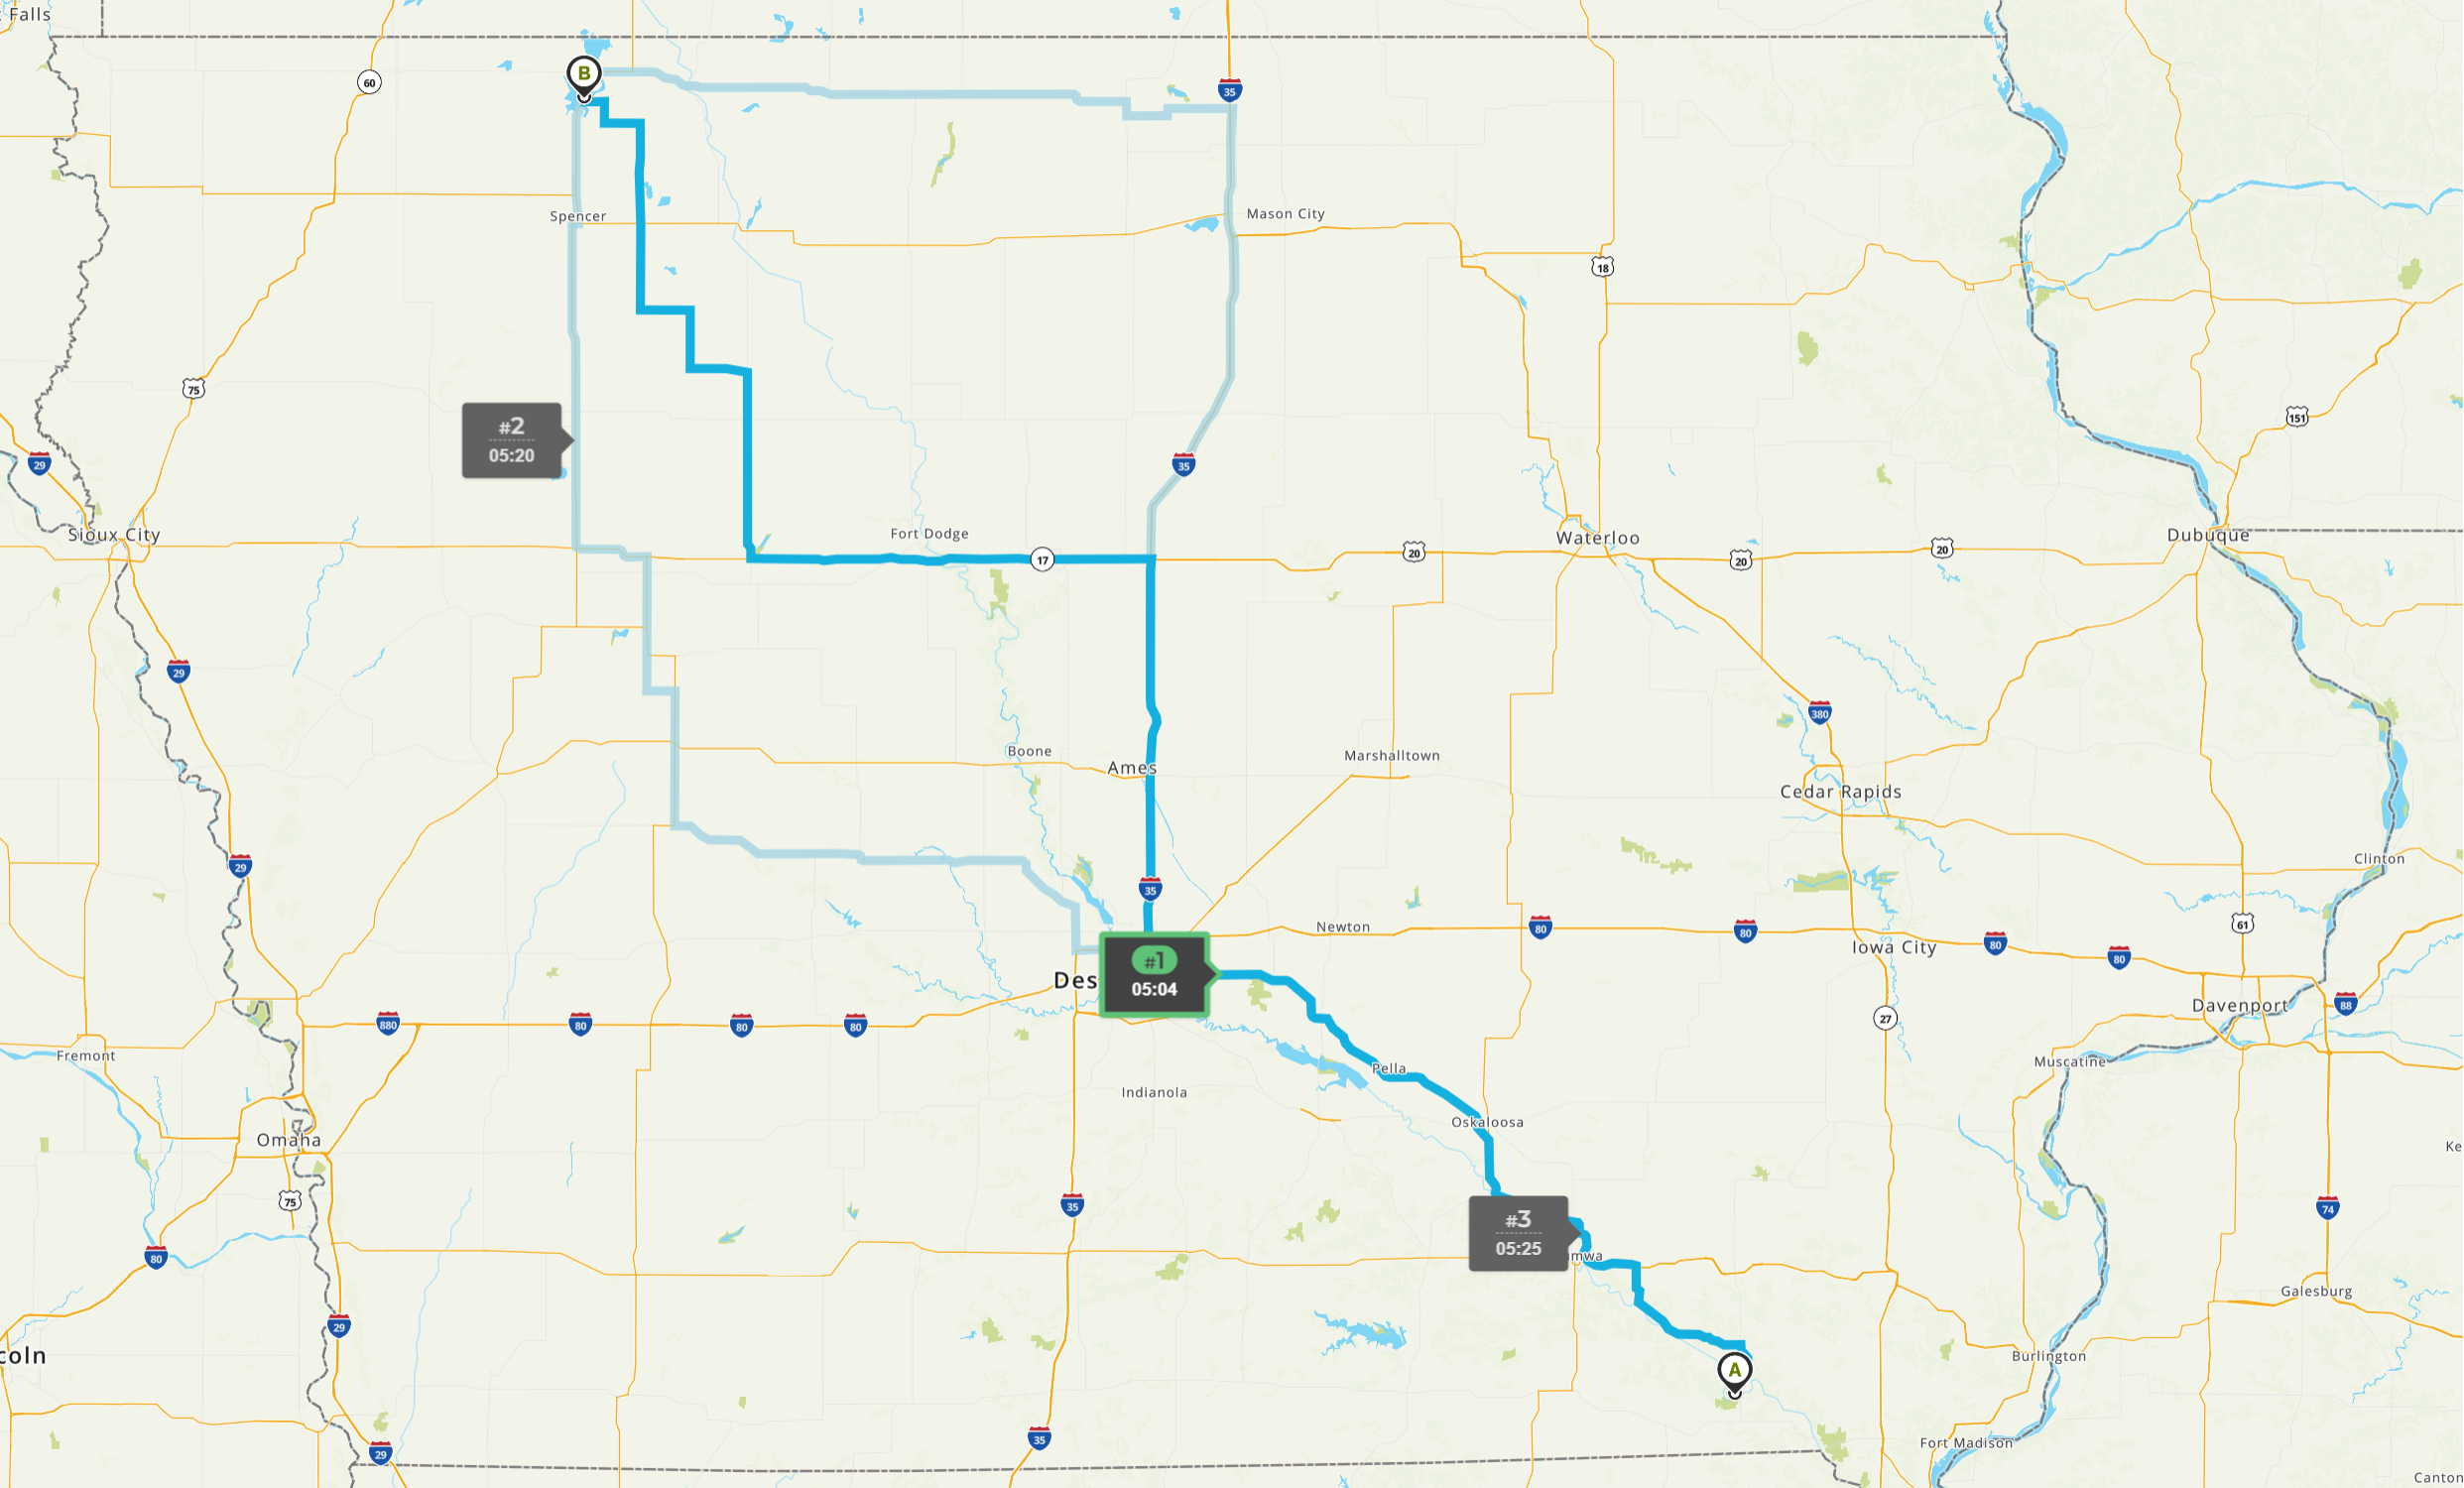 Falls
60
B
35
Spencer
Mason City
18
75
151
#2
05:20
29
35
Sioux City
Fort Dodge
17
20
Waterloo
20
20
Dubuque
29
380
Boone
Ames
Marshalltown
Cedar Rapids
29
35
Clinton
Newton
80
80
Iowa City
80
80
61
Des
#1
05:04
Davenport
88
880
80
80
80
27
Fremont
Pella
Muscatine
Indianola
Oskaloosa
Omaha
Ke
75
35
74
#3
05:25
mwa
80
Galesburg
29
coln
Burlington
A
35
29
Fort Madison
Canton